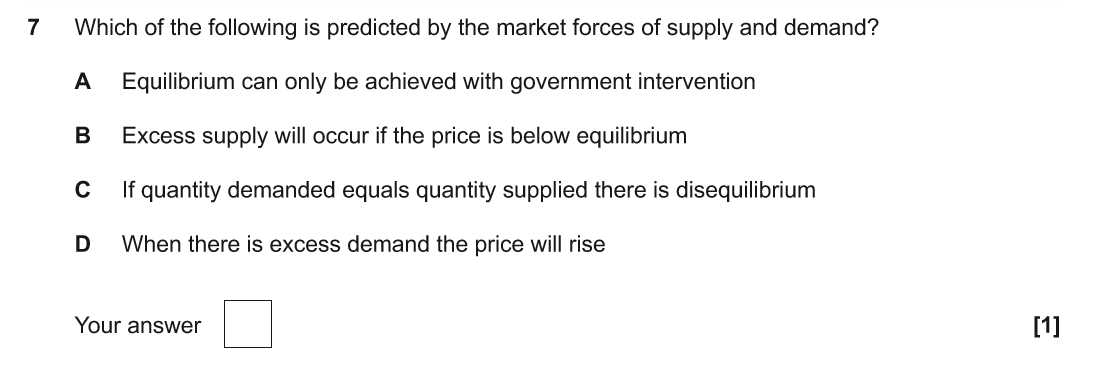 7 Which of the following is predicted by the market forces of supply and demand?
A Equilibrium can only be achieved with government intervention
B Excess supply will occur if the price is below equilibrium
C If quantity demanded equals quantity supplied there is disequilibrium
D When there is excess demand the price will rise
Your answer [1]